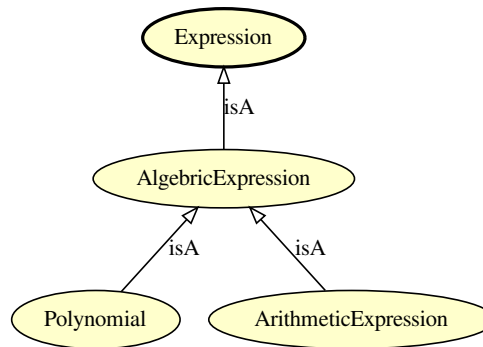 Expression
isA
AlgebricExpression
isA
isA
Polynomial
ArithmeticExpression